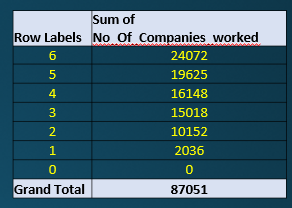 Sum of
Row Labels No_Of_Companies_worked
6 24072
5 19625
4 16148
3 15018
2 10152
1 2036
0 0
Grand Total 87051